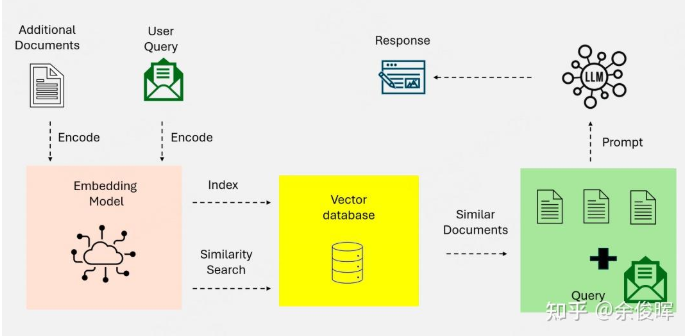 Additional
Documents
User
Query
Response
LLM
Encode
Encode
Prompt
Embedding
Model
Index
Vector
database
Similarity
Search
Similar
Documents
Query
知乎 @余俊晖